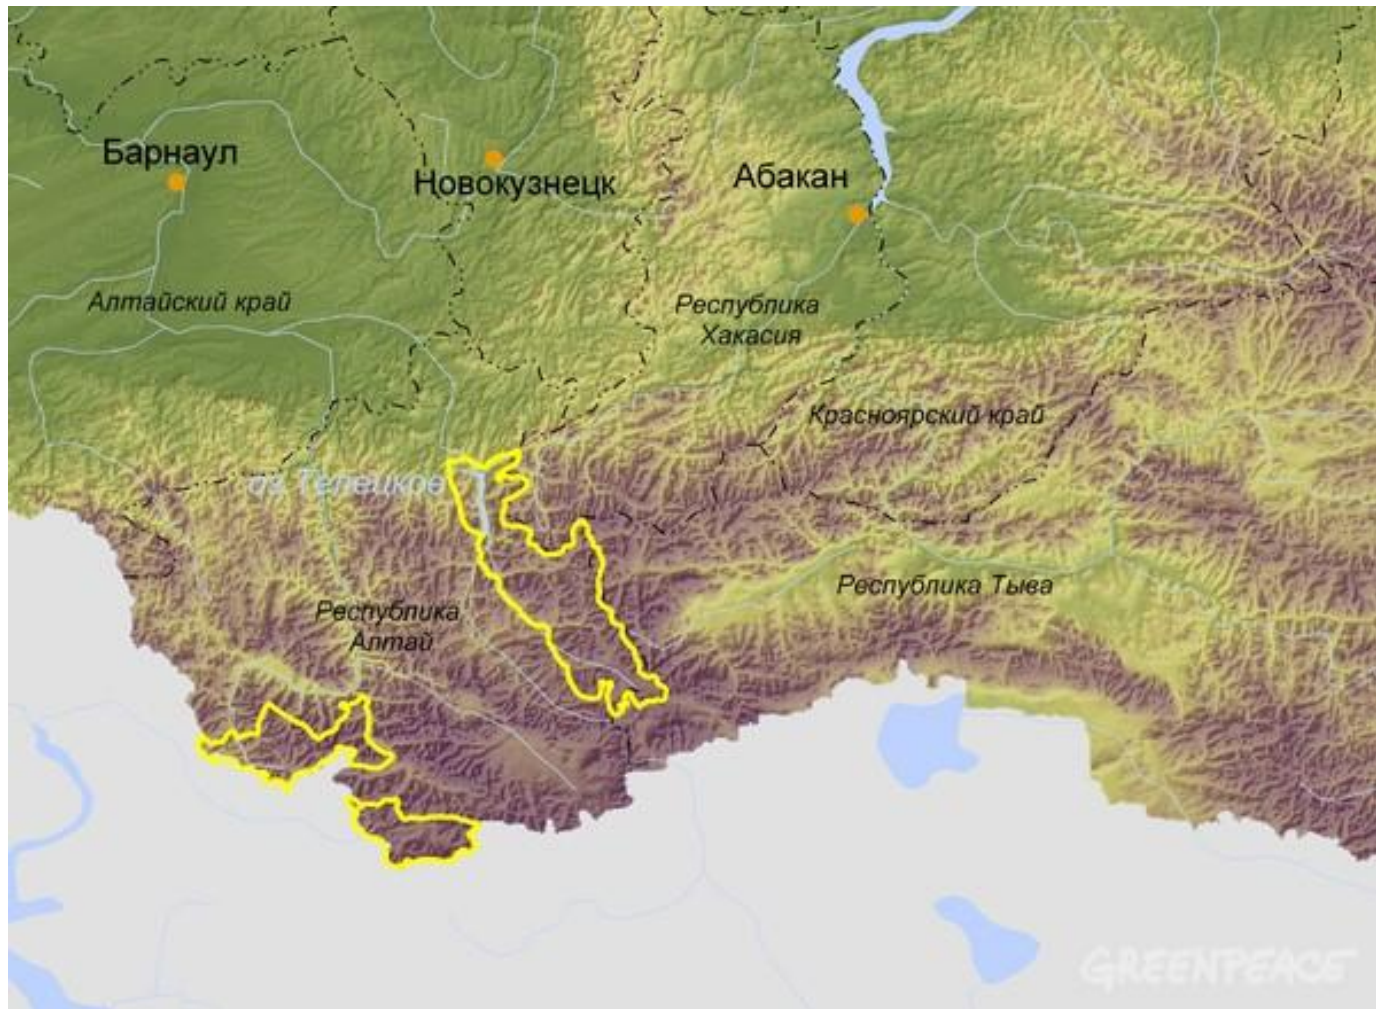 Барнаул
Новокузнецк
Абакан
Алтайский край
Республика
Хакасия
Красноярский край
оз. Телецкое
Республика Тыва
Республика
Алтай
GREENPEACE